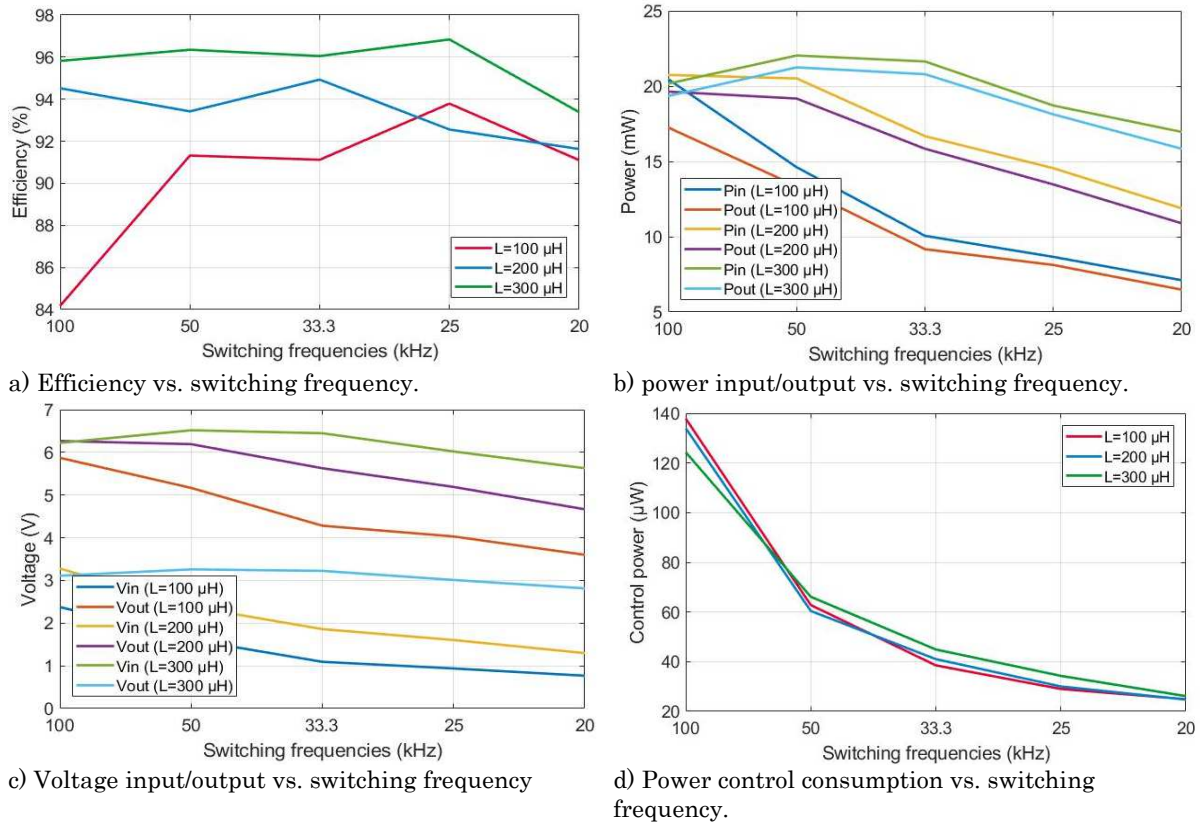 98
96
94
92
90
88
86
84
Efficiency (%)
L=100 µH
L=200 µH
L=300 µH
100
50
33.3
25
20
Switching frequencies (kHz)
a) Efficiency vs. switching frequency.
25
20
15
10
5
Power (mW)
Pin (L=100 µH)
Pout (L=100 µH)
Pin (L=200 µH)
Pout (L=200 µH)
Pin (L=300 µH)
Pout (L=300 µH)
100
50
33.3
25
20
Switching frequencies (kHz)
b) power input/output vs. switching frequency.
7
6
5
4
3
2
1
0
Voltage (V)
Vin (L=100 µH)
Vout (L=100 µH)
Vin (L=200 µH)
Vout (L=200 µH)
Vin (L=300 µH)
Vout (L=300 µH)
100
50
33.3
25
20
Switching frequencies (kHz)
c) Voltage input/output vs. switching frequency
140
120
100
80
60
40
20
Control power (µW)
L=100 µH
L=200 µH
L=300 µH
100
50
33.3
25
20
Switching frequencies (kHz)
d) Power control consumption vs. switching
frequency.